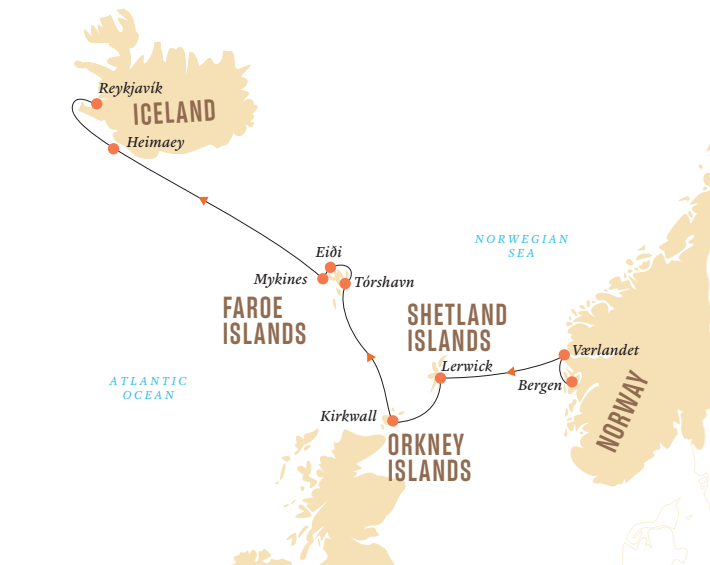 Reykjavík
ICELAND
Heimaey
NORWEGIAN
SEA
Eiði
Mykines
Tórshavn
FAROE
ISLANDS
SHETLAND
ISLANDS
Værlandet
Lerwick
Bergen
ATLANTIC
OCEAN
NORWAY
Kirkwall
ORKNEY
ISLANDS